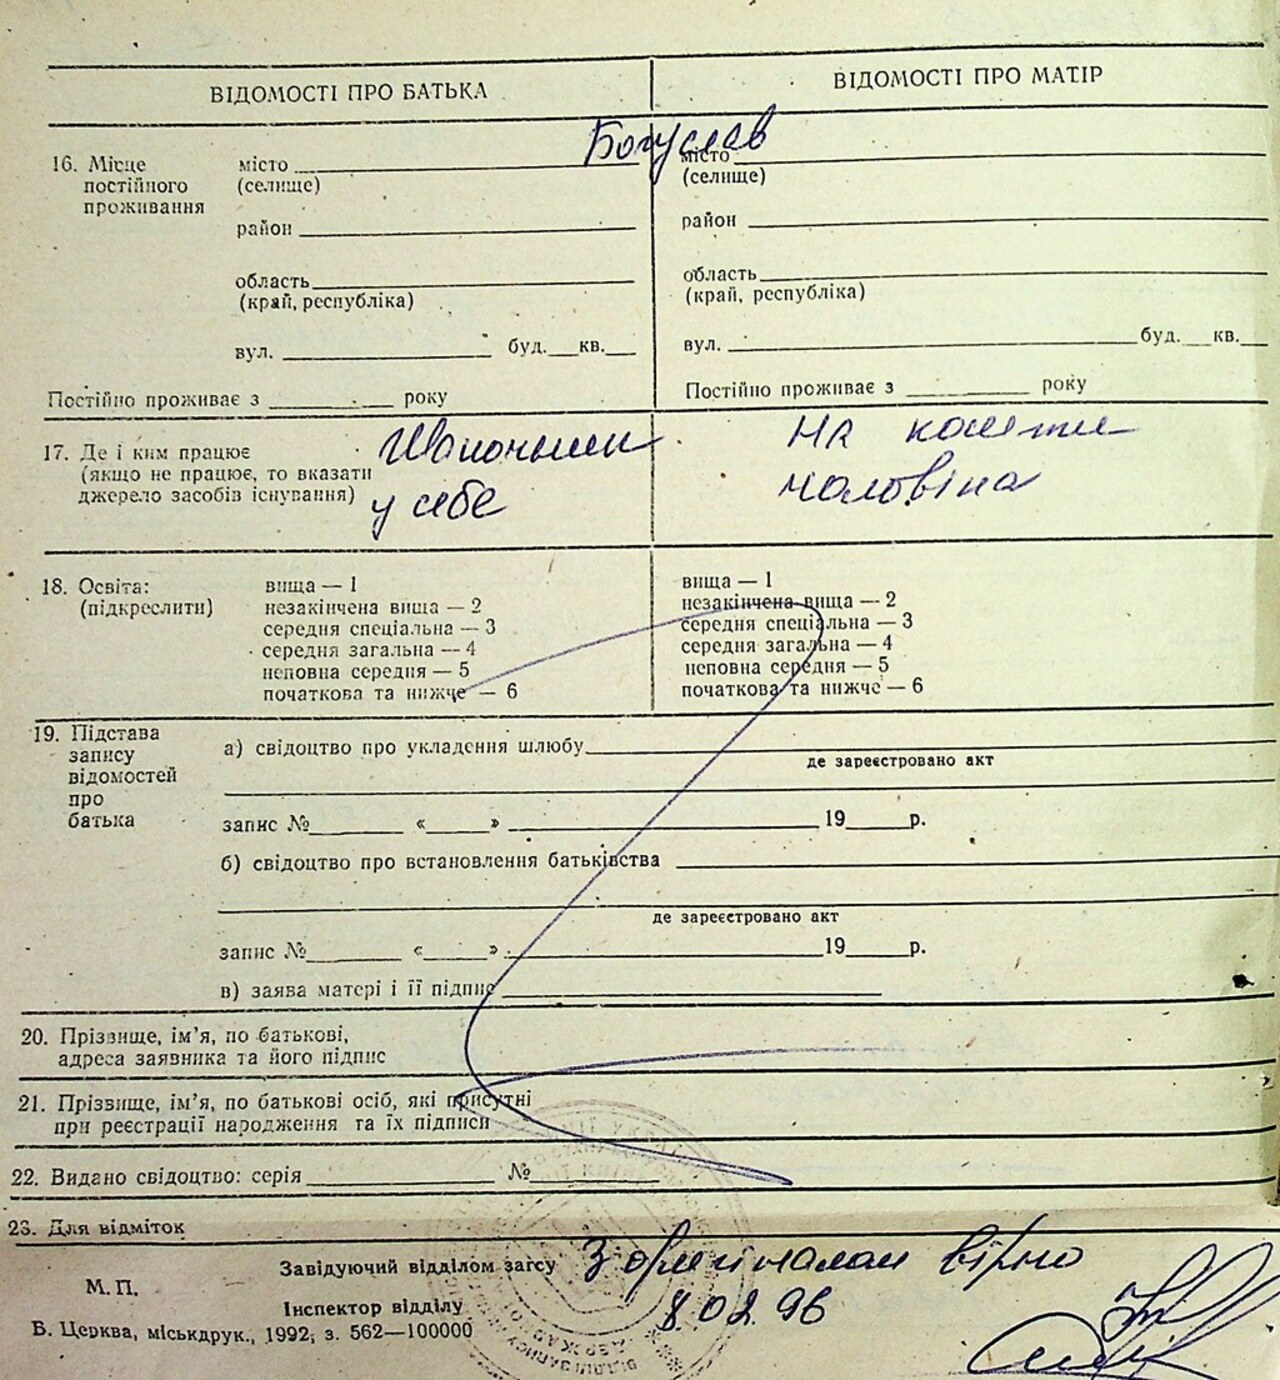 ВІДОМОСТІ ПРО БАТЬКА
ВІДОМОСТІ ПРО МАТІР
Богуслав
16. Місце постійного проживання
місто
(селище)
район
область
(край, республіка)
вул. буд. кв.
Постійно проживає з року
місто
(селище)
район
область
(край, республіка)
вул. буд. кв.
Постійно проживає з року
17. Де і ким працює
(якщо не працює, то вказати
джерело засобів існування)
Шапочник
у себе
На кошти
чоловіка
18. Освіта:
(підкреслити)
вища — 1
незакінчена вища — 2
середня спеціальна — 3
середня загальна — 4
неповна середня — 5
початкова та нижче — 6
вища — 1
незакінчена вища — 2
середня спеціальна — 3
середня загальна — 4
неповна середня — 5
початкова та нижче — 6
19. Підстава
запису
відомостей
про
батька
а) свідоцтво про укладення шлюбу
де зареєстровано акт
запис № « » 19 р.
б) свідоцтво про встановлення батьківства
де зареєстровано акт
запис № « » 19 р.
в) заява матері і її підпис
20. Прізвище, ім’я, по батькові,
адреса заявника та його підпис
21. Прізвище, ім’я, по батькові осіб, які присутні
при реєстрації народження та їх підписи
22. Видано свідоцтво: серія №
23. Для відміток
Завідуючий відділом загсу
З оригіналом вірно
М. П.
Інспектор відділу
8.02.96
Б. Церква, міськдрук., 1992, з. 562—100000